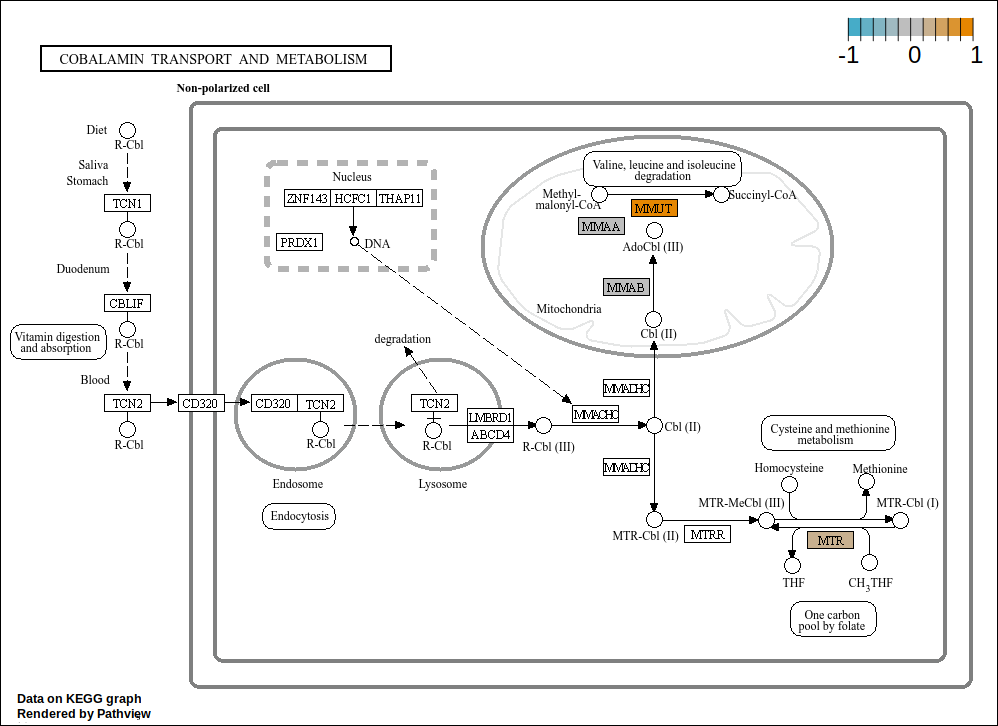 COBALAMIN TRANSPORT AND METABOLISM
-1 0 1
Non-polarized cell
Diet
R-Cbl
Saliva
Stomach
TCN1
R-Cbl
Duodenum
CBLIF
R-Cbl
Vitamin digestion
and absorption
Blood
TCN2
R-Cbl
CD320
Nucleus
ZNF143 HCFC1 THAP11
PRDX1
DNA
Valine, leucine and isoleucine
degradation
Methyl-
malonyl-CoA
Succinyl-CoA
MMUT
MMAA
AdoCbl (III)
MMAB
Mitochondria
Cbl (II)
degradation
CD320 TCN2
R-Cbl
Endosome
Endocytosis
TCN2
R-Cbl
Lysosome
LMBRD1
ABCD4
R-Cbl (III)
MMACHC
MMADHC
Cbl (II)
MMADHC
MTR-Cbl (II)
MTRR
MTR-MeCbl (III)
Cysteine and methionine
metabolism
Homocysteine
Methionine
MTR-Cbl (I)
MTR
THF
CH3THF
One carbon
pool by folate
Data on KEGG graph
Rendered by Pathview